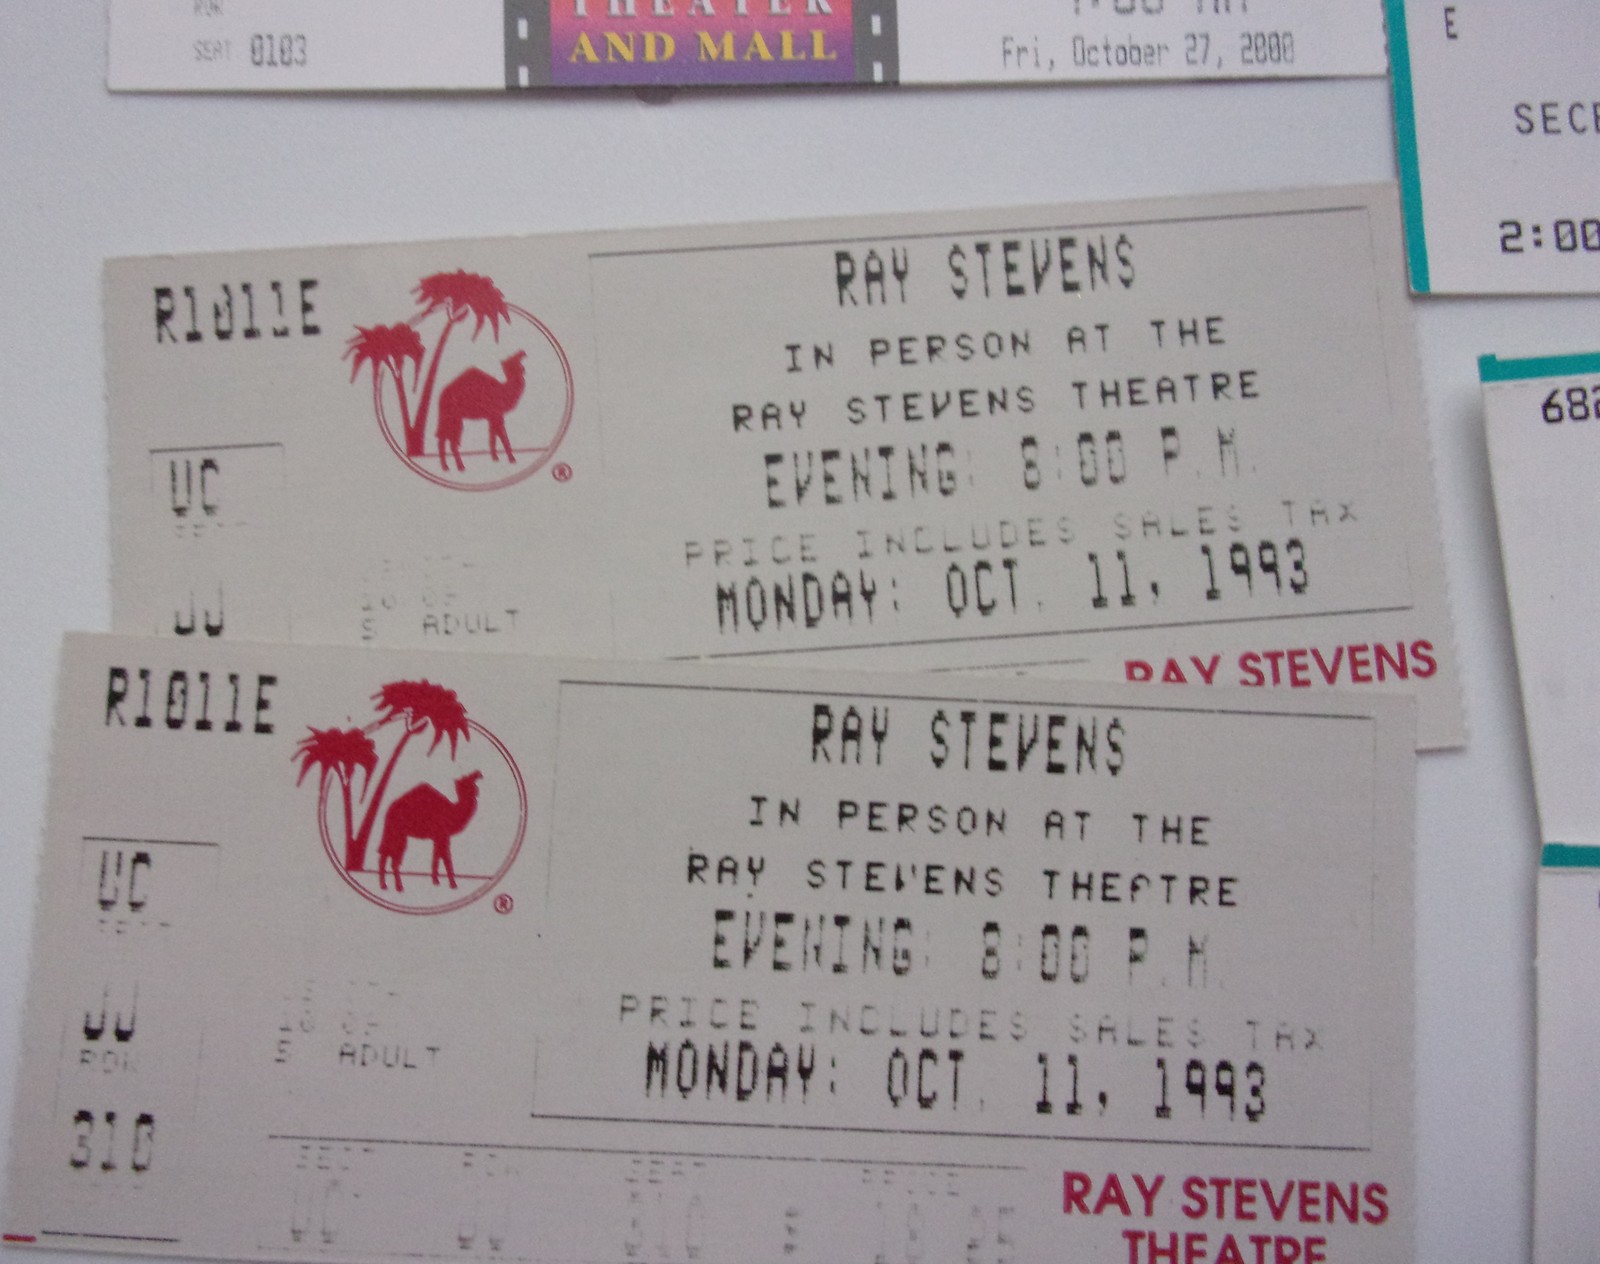 THEATER
AND MALL
SEAT 0103
Fri, October 27, 2000
E
2:00
682
R1011E
RAY STEVENS
IN PERSON AT THE
RAY STEVENS THEATRE
EVENING: 8:00 P.M.
PRICE INCLUDES SALES TAX
MONDAY: OCT. 11, 1993
UC
JJ
S ADULT
®
RAY STEVENS
R1011E
RAY STEVENS
IN PERSON AT THE
RAY STEVENS THEATRE
EVENING: 8:00 P.M.
PRICE INCLUDES SALES TAX
MONDAY: OCT. 11, 1993
UC
JJ
ROW
310
S ADULT
®
RAY STEVENS
THEATRE